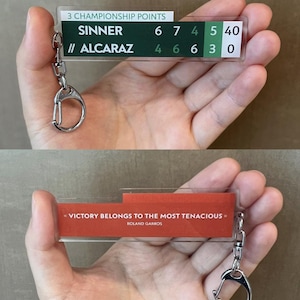 3 CHAMPIONSHIP POINTS
SINNER 6 7 4 5 40
// ALCARAZ 4 6 6 3 0
" VICTORY BELONGS TO THE MOST TENACIOUS "
ROLAND GARROS